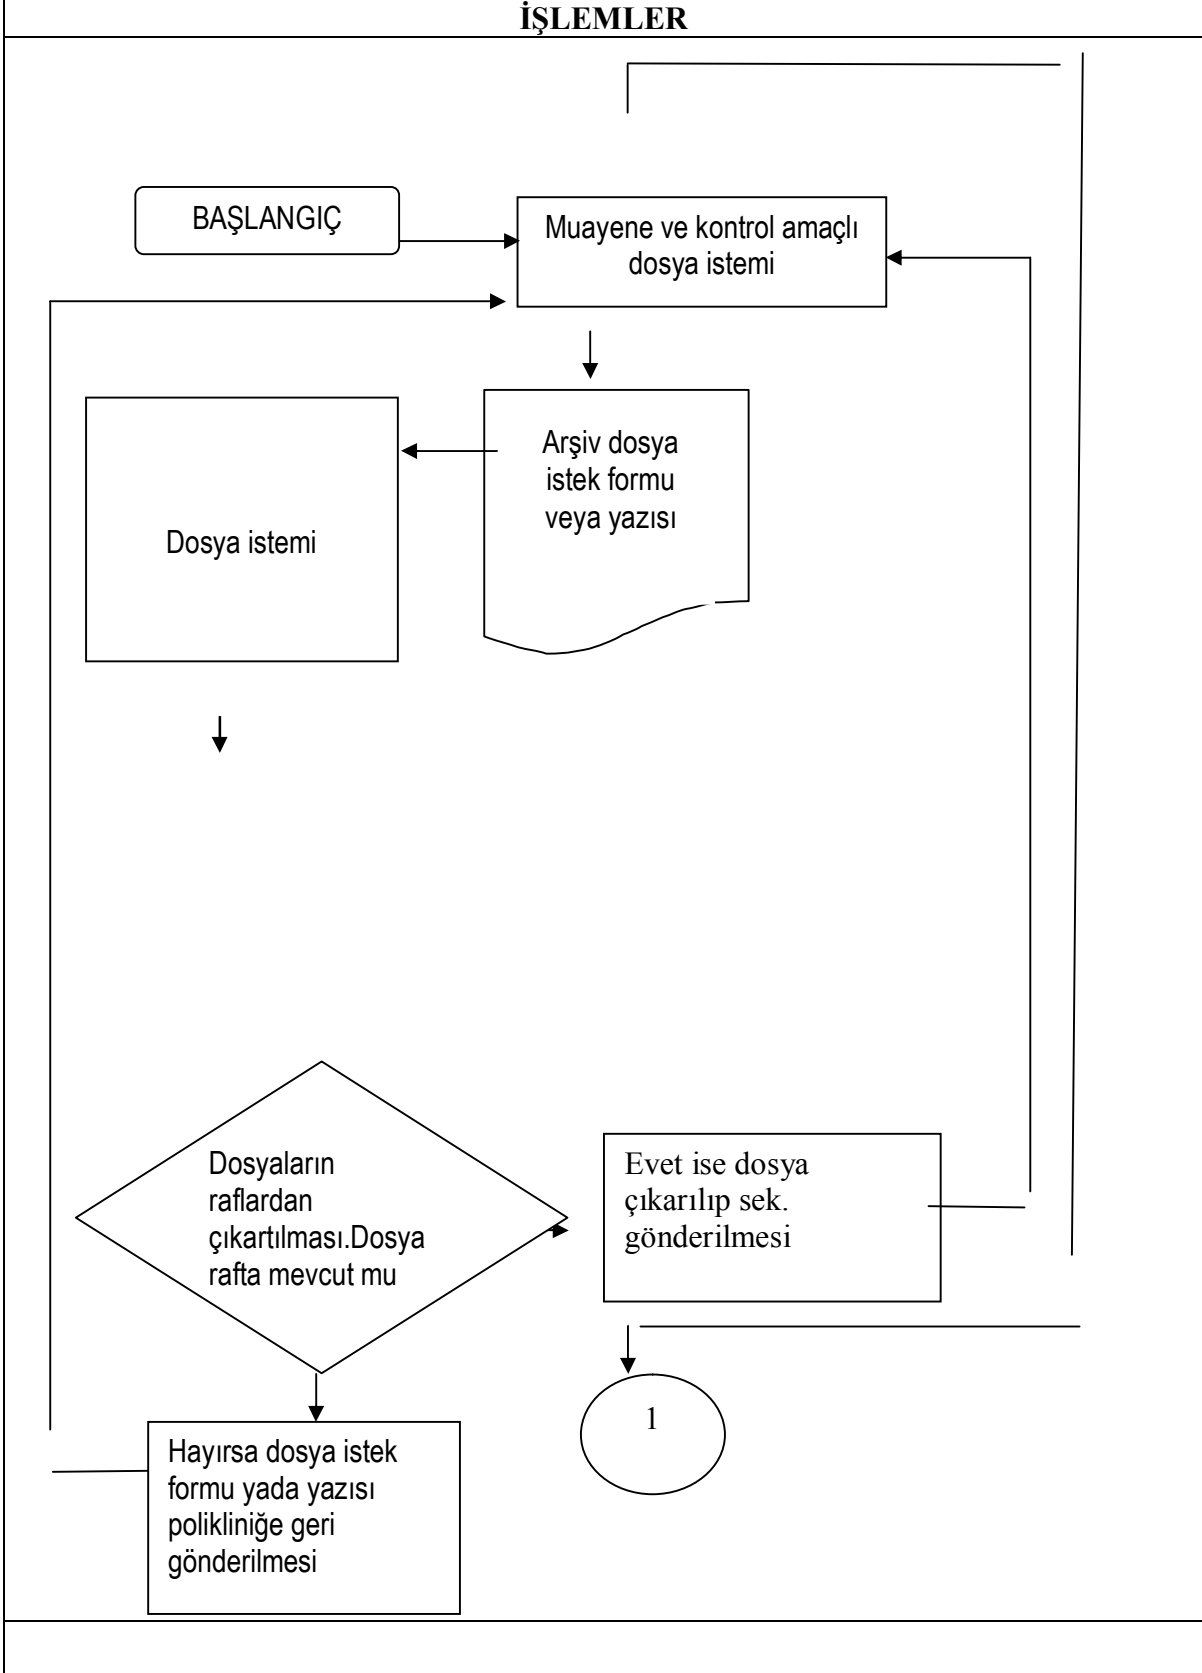 İŞLEMLER
BAŞLANGIÇ
Muayene ve kontrol amaçlı
dosya istemi
Arşiv dosya
istek formu
veya yazısı
Dosya istemi
Dosyaların
raflardan
çıkartılması.Dosya
rafta mevcut mu
Evet ise dosya
çıkarılıp sek.
gönderilmesi
1
Hayırsa dosya istek
formu yada yazısı
polikliniğe geri
gönderilmesi